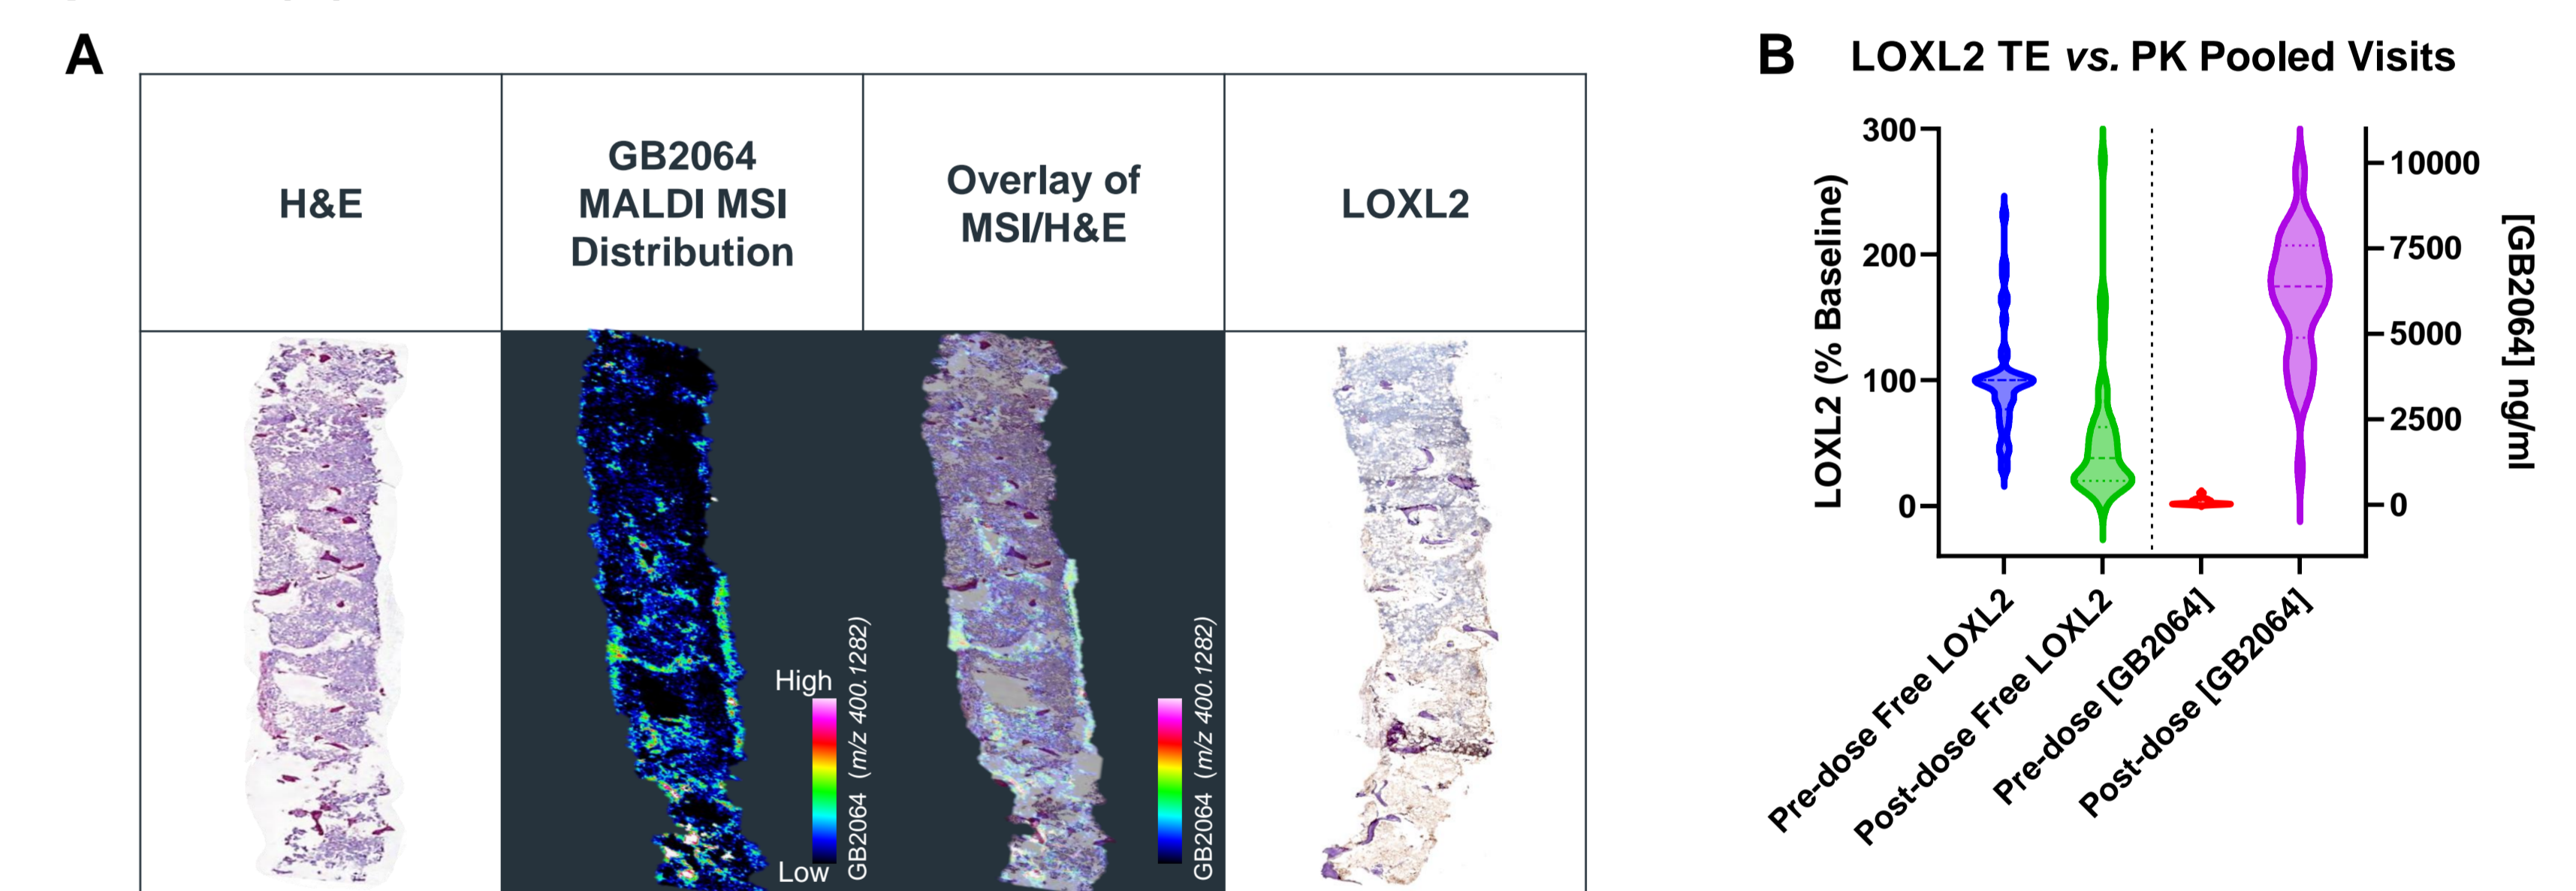 A
H&E
GB2064
MALDI MSI
Distribution
Overlay of
MSI/H&E
LOXL2
High
Low
GB2064 (m/z 400.1282)
GB2064 (m/z 400.1282)
B
LOXL2 TE vs. PK Pooled Visits
LOXL2 (% Baseline)
300
200
100
0
10000
7500
5000
2500
0
[GB2064] ng/ml
Pre-dose Free LOXL2
Post-dose Free LOXL2
Pre-dose [GB2064]
Post-dose [GB2064]